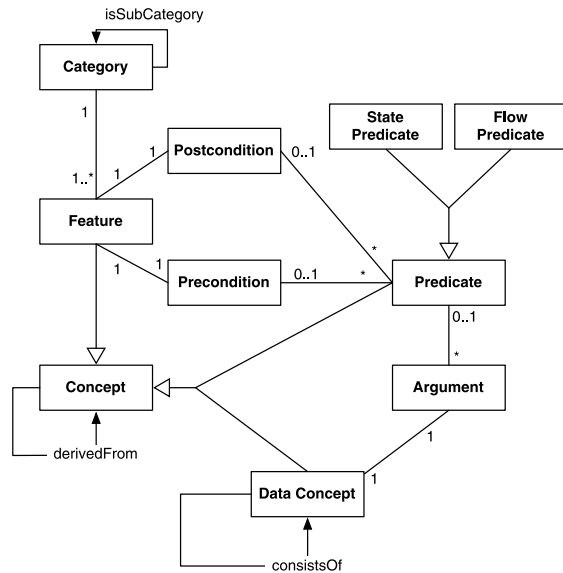 isSubCategory
Category
1
1..*
State
Predicate
Flow
Predicate
Postcondition
1
1
0..1
*
Feature
1
1
Precondition
0..1
*
Predicate
0..1
*
Concept
derivedFrom
Argument
1
1
Data Concept
consistsOf